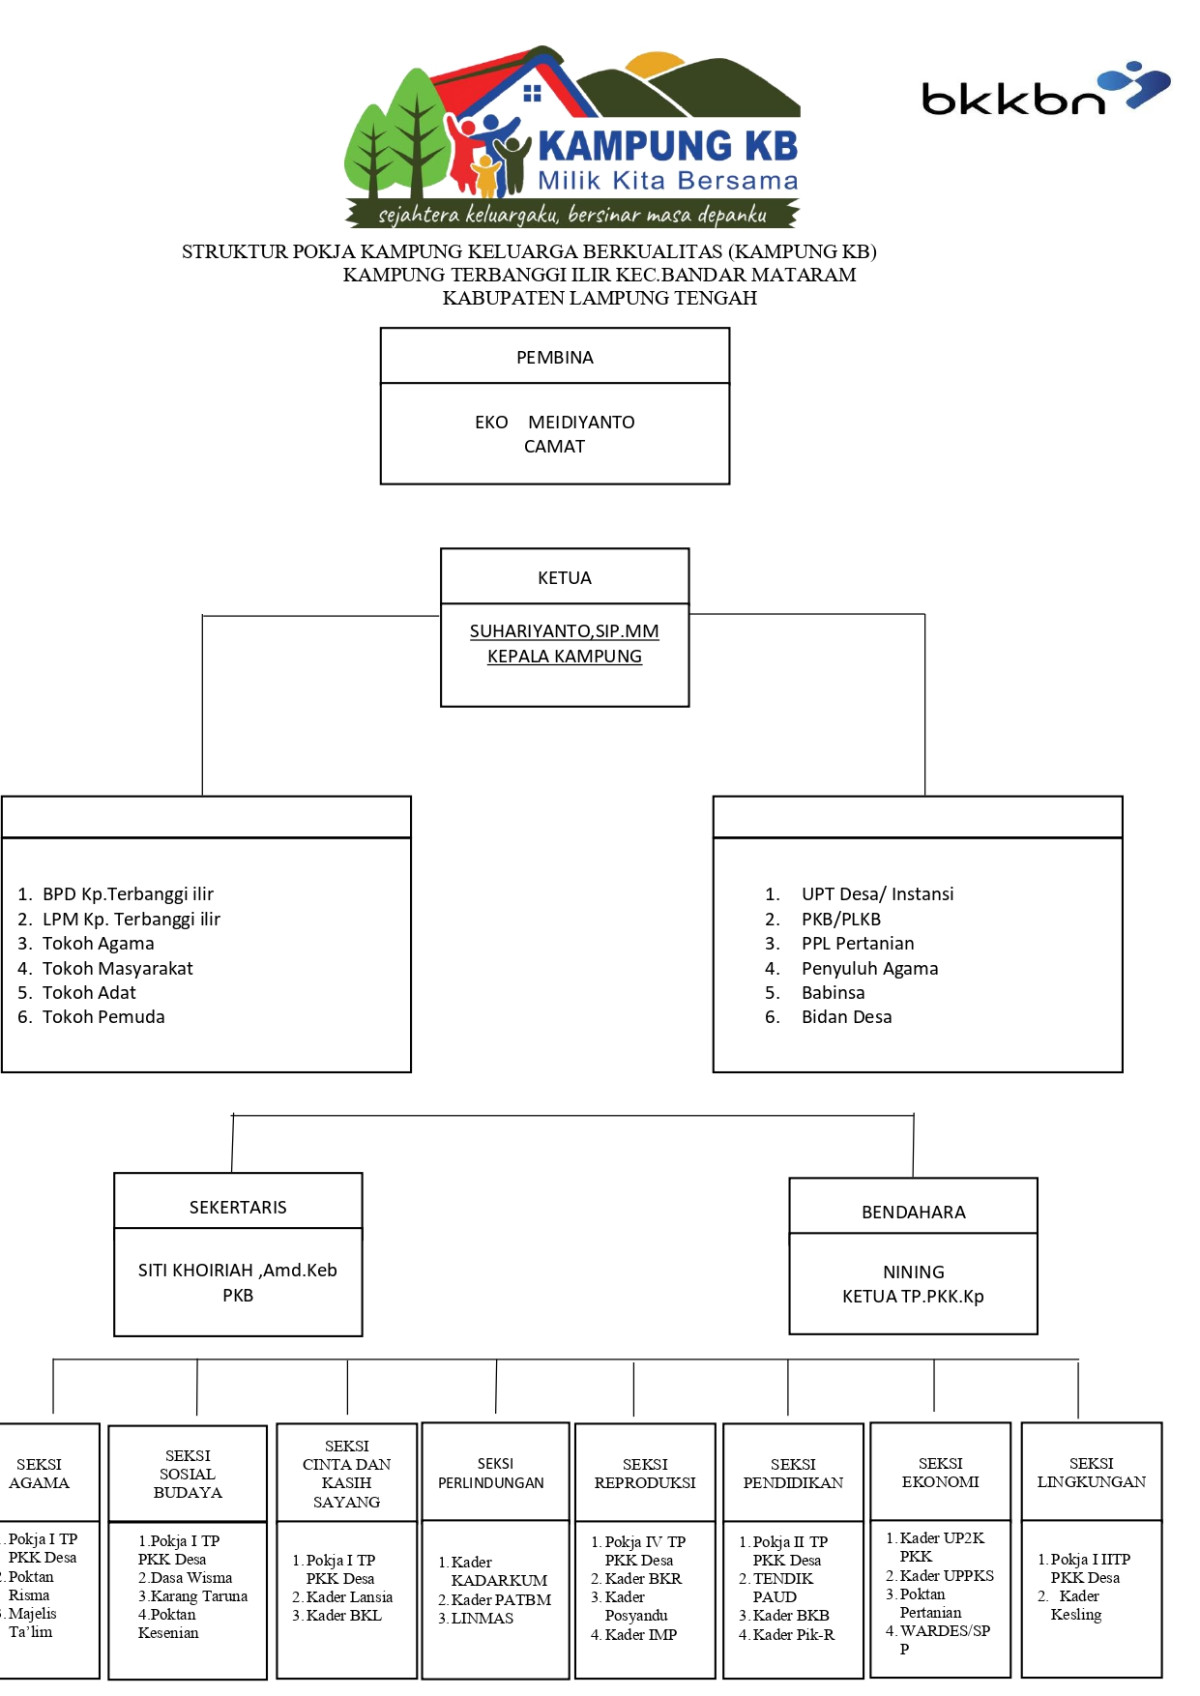 KAMPUNG KB
Milik Kita Bersama
sejahtera keluargaku, bersinar masa depanku
bkkbn
STRUKTUR POKJA KAMPUNG KELUARGA BERKUALITAS (KAMPUNG KB)
KAMPUNG TERBANGGI ILIR KEC.BANDAR MATARAM
KABUPATEN LAMPUNG TENGAH
PEMBINA
EKO MEIDIYANTO
CAMAT
KETUA
SUHARIYANTO,SIP.MM
KEPALA KAMPUNG
1. BPD Kp.Terbanggi ilir
2. LPM Kp. Terbanggi ilir
3. Tokoh Agama
4. Tokoh Masyarakat
5. Tokoh Adat
6. Tokoh Pemuda
1. UPT Desa/ Instansi
2. PKB/PLKB
3. PPL Pertanian
4. Penyuluh Agama
5. Babinsa
6. Bidan Desa
SEKERTARIS
SITI KHOIRIAH ,Amd.Keb
PKB
BENDAHARA
NINING
KETUA TP.PKK.Kp
SEKSI
AGAMA
.Pokja I TP
PKK Desa
2.Poktan
Risma
3.Majelis
Ta’lim
SEKSI
SOSIAL
BUDAYA
1.Pokja I TP
PKK Desa
2.Dasa Wisma
3.Karang Taruna
4.Poktan
Kesenian
SEKSI
CINTA DAN
KASIH
SAYANG
1.Pokja I TP
PKK Desa
2.Kader Lansia
3.Kader BKL
SEKSI
PERLINDUNGAN
1.Kader
KADARKUM
2.Kader PATBM
3.LINMAS
SEKSI
REPRODUKSI
1.Pokja IV TP
PKK Desa
2.Kader BKR
3.Kader
Posyandu
4.Kader IMP
SEKSI
PENDIDIKAN
1.Pokja II TP
PKK Desa
2.TENDIK
PAUD
3.Kader BKB
4.Kader Pik-R
SEKSI
EKONOMI
1.Kader UP2K
PKK
2.Kader UPPKS
3.Poktan
Pertanian
4.WARDES/SP
P
SEKSI
LINGKUNGAN
1.Pokja I IITP
PKK Desa
2. Kader
Kesling